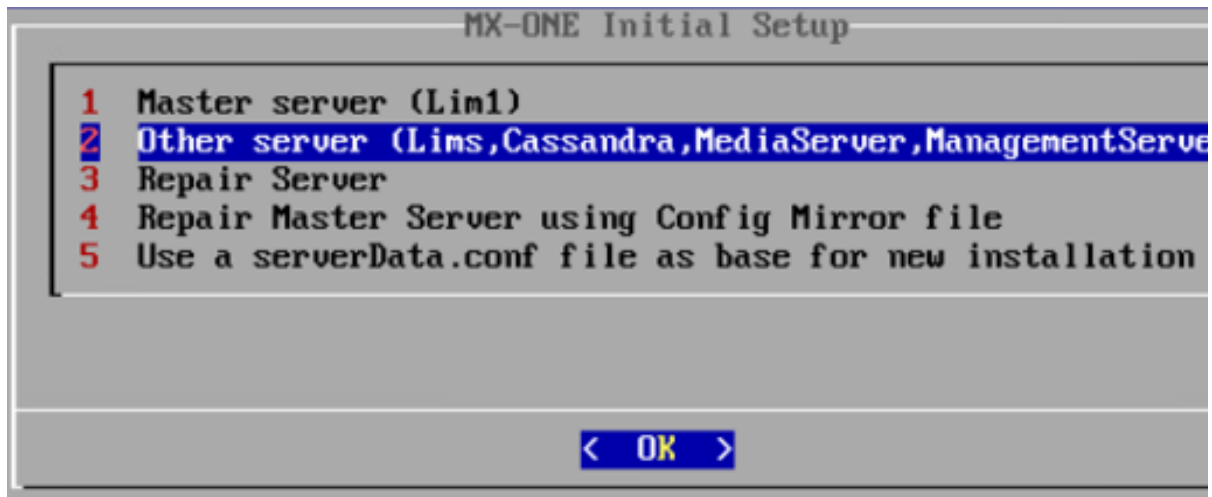 MX-ONE Initial Setup
1 Master server (Lim1)
2 Other server (Lims,Cassandra,MediaServer,ManagementServe
3 Repair Server
4 Repair Master Server using Config Mirror file
5 Use a serverData.conf file as base for new installation
< OK >